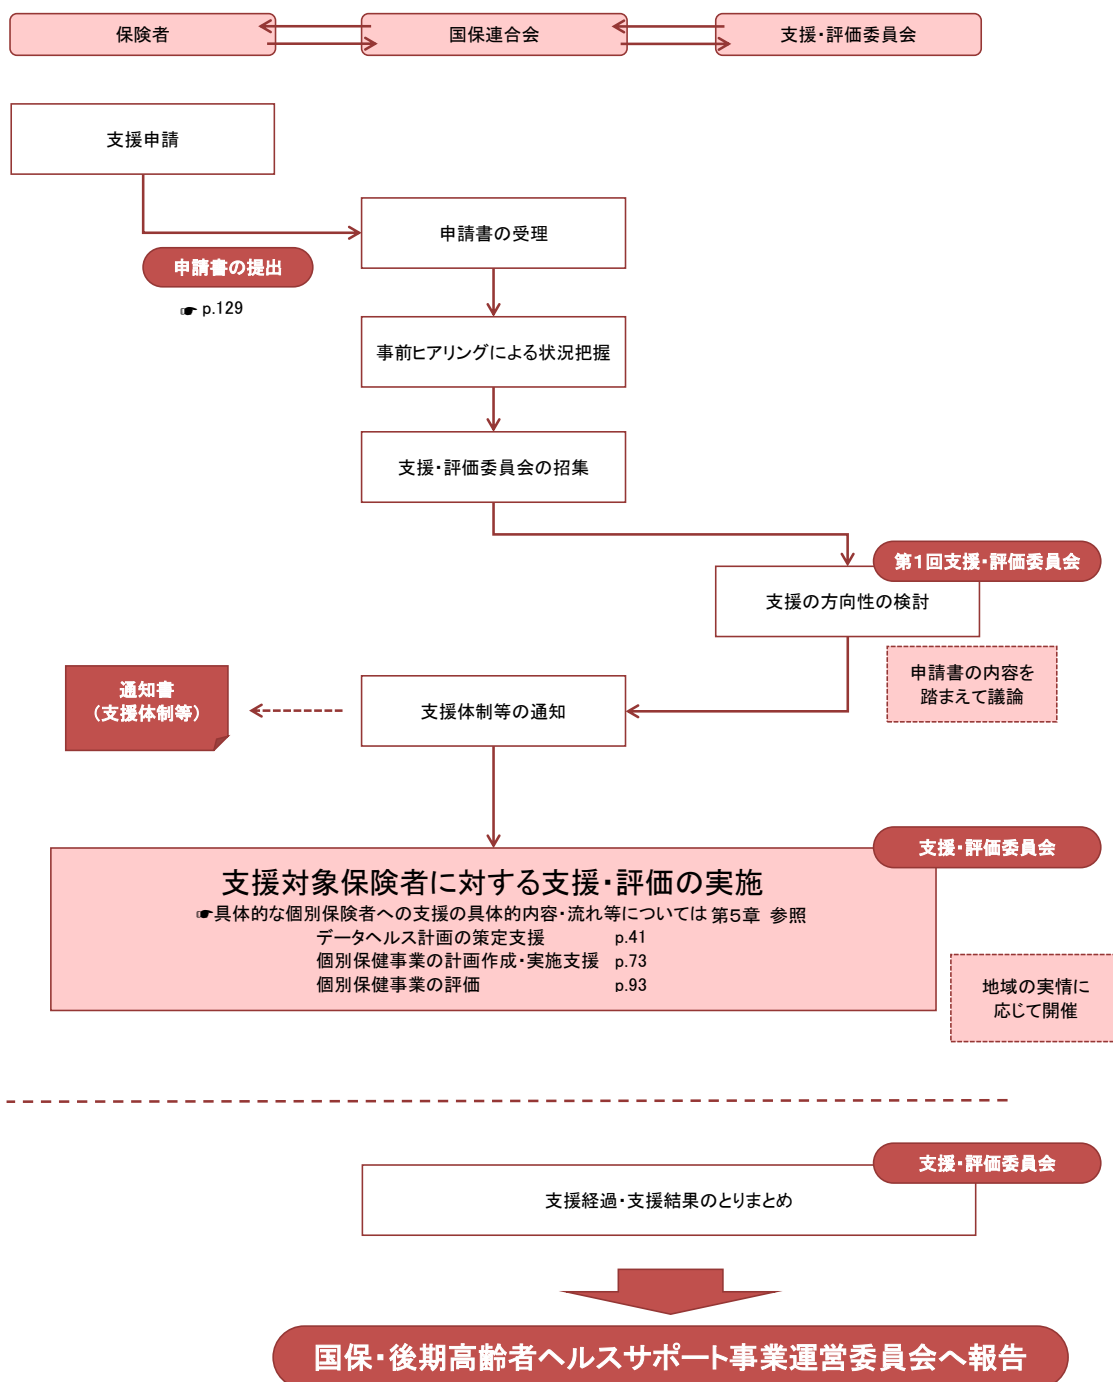 保険者
国保連合会
支援・評価委員会
支援申請
申請書の受理
申請書の提出
☛ p.129
事前ヒアリングによる状況把握
支援・評価委員会の招集
第１回支援・評価委員会
支援の方向性の検討
申請書の内容を
踏まえて議論
通知書
（支援体制等）
支援体制等の通知
支援・評価委員会
支援対象保険者に対する支援・評価の実施
☛具体的な個別保険者への支援の具体的内容・流れ等については 第５章 参照
データヘルス計画の策定支援 p.41
個別保健事業の計画作成・実施支援 p.73
個別保健事業の評価 p.93
地域の実情に
応じて開催
支援・評価委員会
支援経過・支援結果のとりまとめ
国保・後期高齢者ヘルスサポート事業運営委員会へ報告